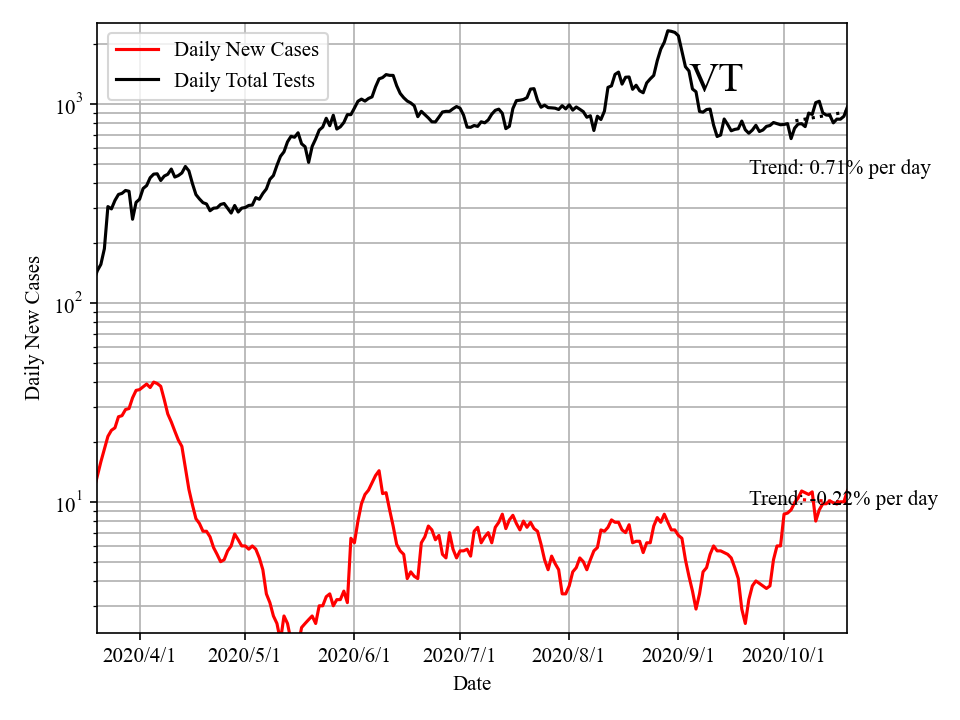 Daily New Cases
Daily Total Tests
VT
10^3
Trend: 0.71% per day
10^2
Daily New Cases
10^1
Trend: -0.22% per day
2020/4/1 2020/5/1 2020/6/1 2020/7/1 2020/8/1 2020/9/1 2020/10/1
Date